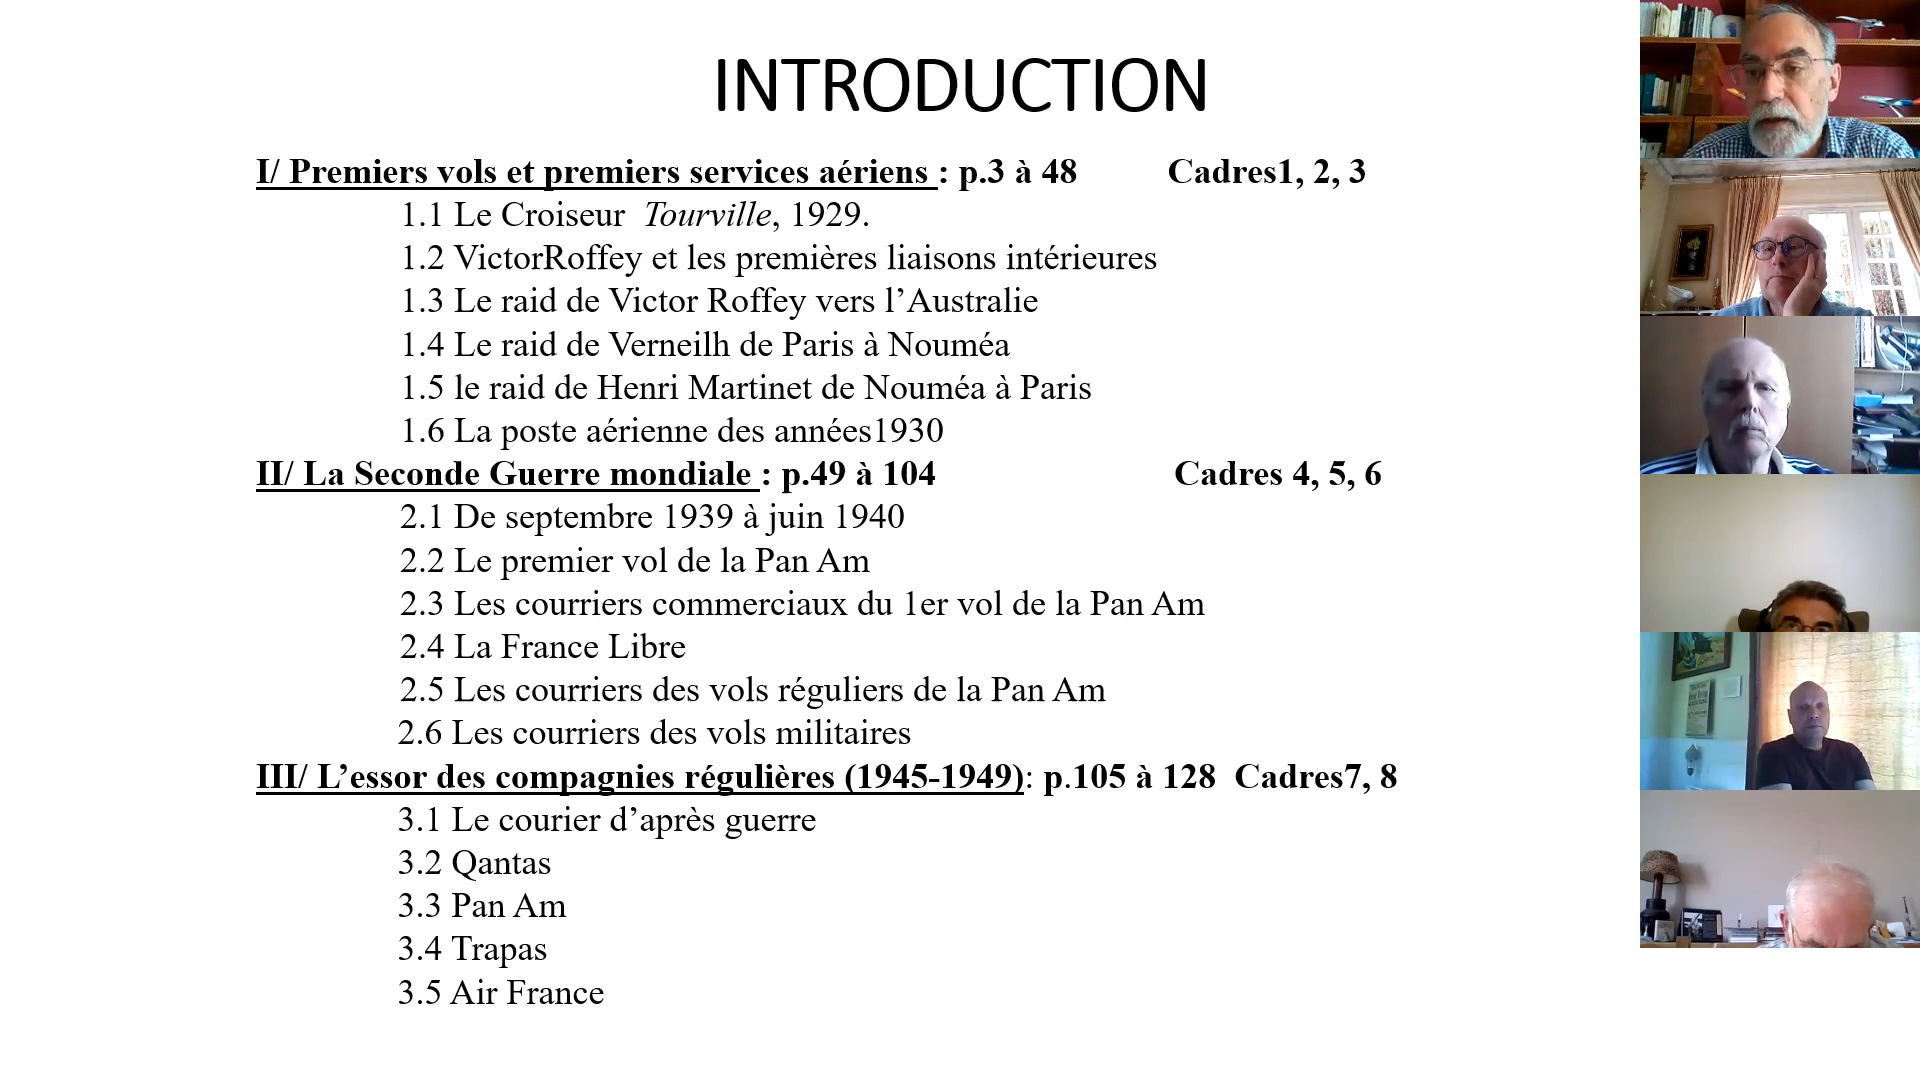 INTRODUCTION
I/ Premiers vols et premiers services aériens : p.3 à 48 Cadres1, 2, 3
1.1 Le Croiseur Tourville, 1929.
1.2 VictorRoffey et les premières liaisons intérieures
1.3 Le raid de Victor Roffey vers l’Australie
1.4 Le raid de Verneilh de Paris à Nouméa
1.5 le raid de Henri Martinet de Nouméa à Paris
1.6 La poste aérienne des années1930
II/ La Seconde Guerre mondiale : p.49 à 104 Cadres 4, 5, 6
2.1 De septembre 1939 à juin 1940
2.2 Le premier vol de la Pan Am
2.3 Les courriers commerciaux du 1er vol de la Pan Am
2.4 La France Libre
2.5 Les courriers des vols réguliers de la Pan Am
2.6 Les courriers des vols militaires
III/ L’essor des compagnies régulières (1945-1949): p.105 à 128 Cadres7, 8
3.1 Le courier d’après guerre
3.2 Qantas
3.3 Pan Am
3.4 Trapas
3.5 Air France